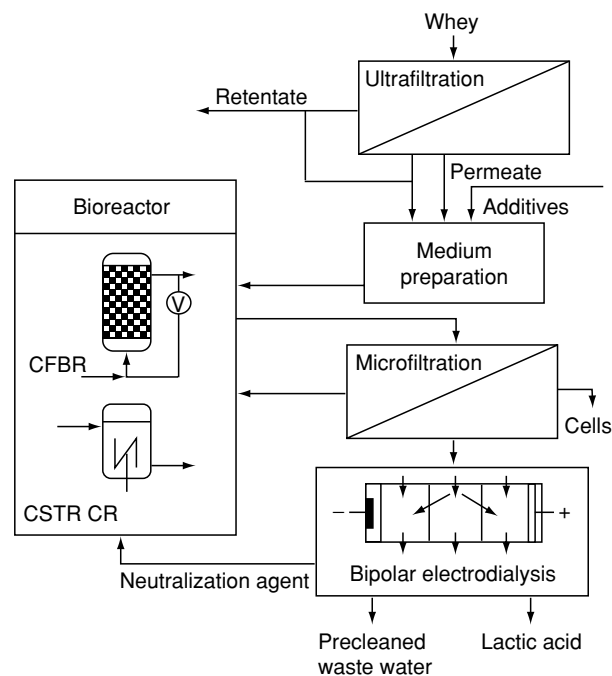 Whey
Ultrafiltration
Retentate
Permeate
Additives
Bioreactor
Medium
preparation
V
CFBR
Microfiltration
Cells
CSTR CR
– +
Bipolar electrodialysis
Neutralization agent
Precleaned
waste water
Lactic acid